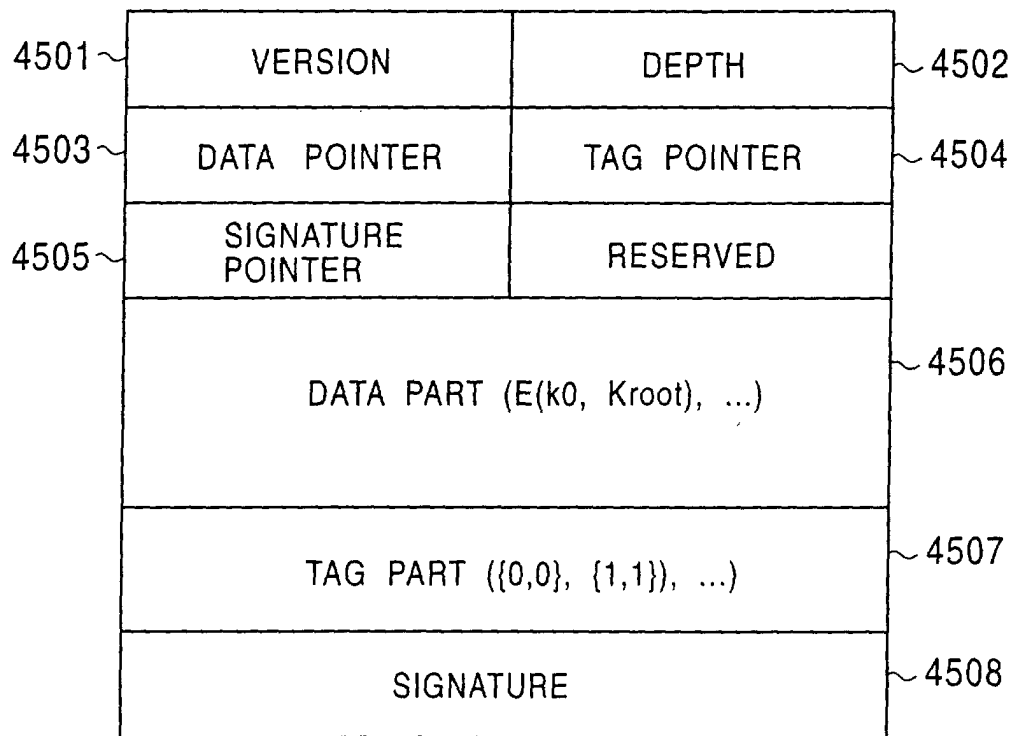 4501 VERSION DEPTH 4502
4503 DATA POINTER TAG POINTER 4504
4505 SIGNATURE POINTER RESERVED
DATA PART (E(k0, Kroot), ...) 4506
TAG PART ({0,0}, {1,1}), ...) 4507
SIGNATURE 4508